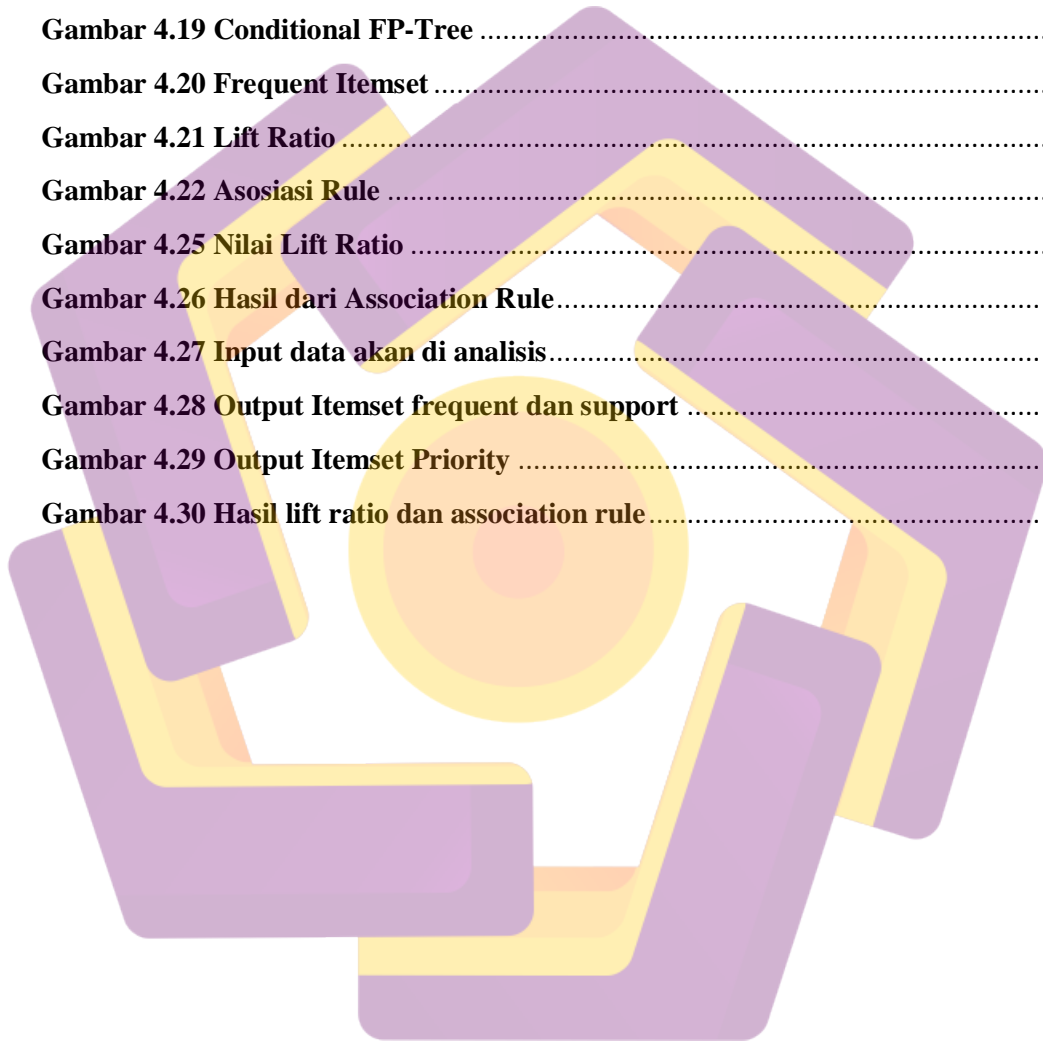 Gambar 4.19 Conditional FP-Tree ........................................................................................
Gambar 4.20 Frequent Itemset ........................................................................................
Gambar 4.21 Lift Ratio ........................................................................................
Gambar 4.22 Asosiasi Rule ........................................................................................
Gambar 4.25 Nilai Lift Ratio ........................................................................................
Gambar 4.26 Hasil dari Association Rule ........................................................................................
Gambar 4.27 Input data akan di analisis ........................................................................................
Gambar 4.28 Output Itemset frequent dan support ........................................................................................
Gambar 4.29 Output Itemset Priority ........................................................................................
Gambar 4.30 Hasil lift ratio dan association rule ........................................................................................